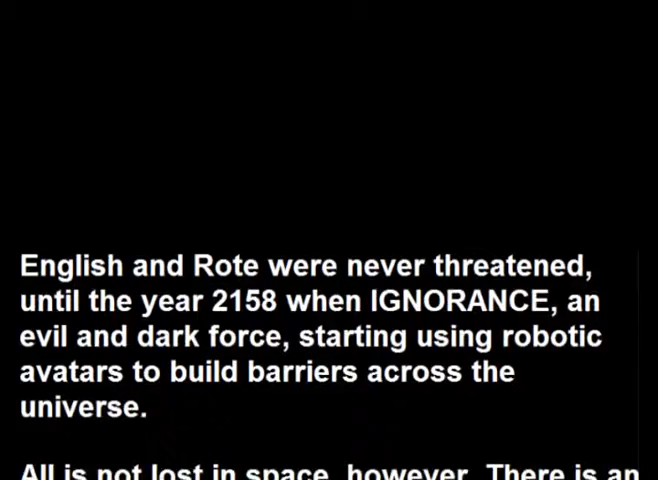 English and Rote were never threatened,
until the year 2158 when IGNORANCE, an
evil and dark force, starting using robotic
avatars to build barriers across the
universe.
All is not lost in space, however. There is an